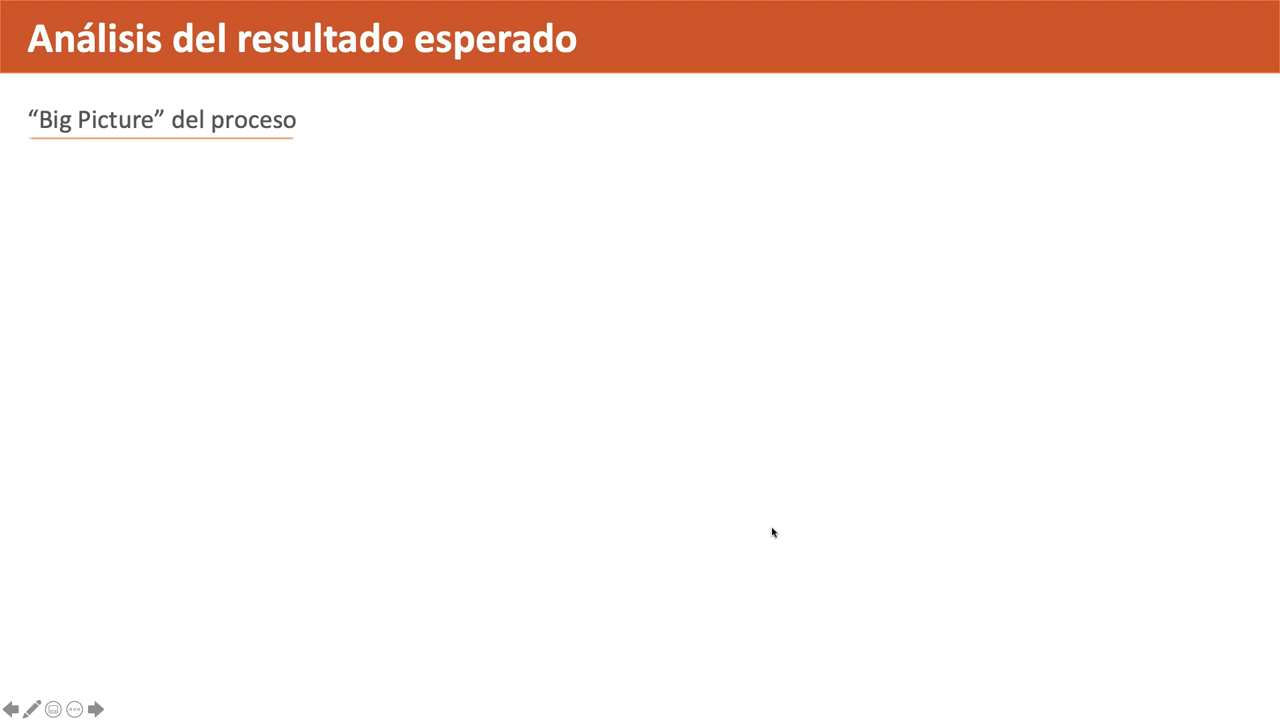 Análisis del resultado esperado
“Big Picture” del proceso